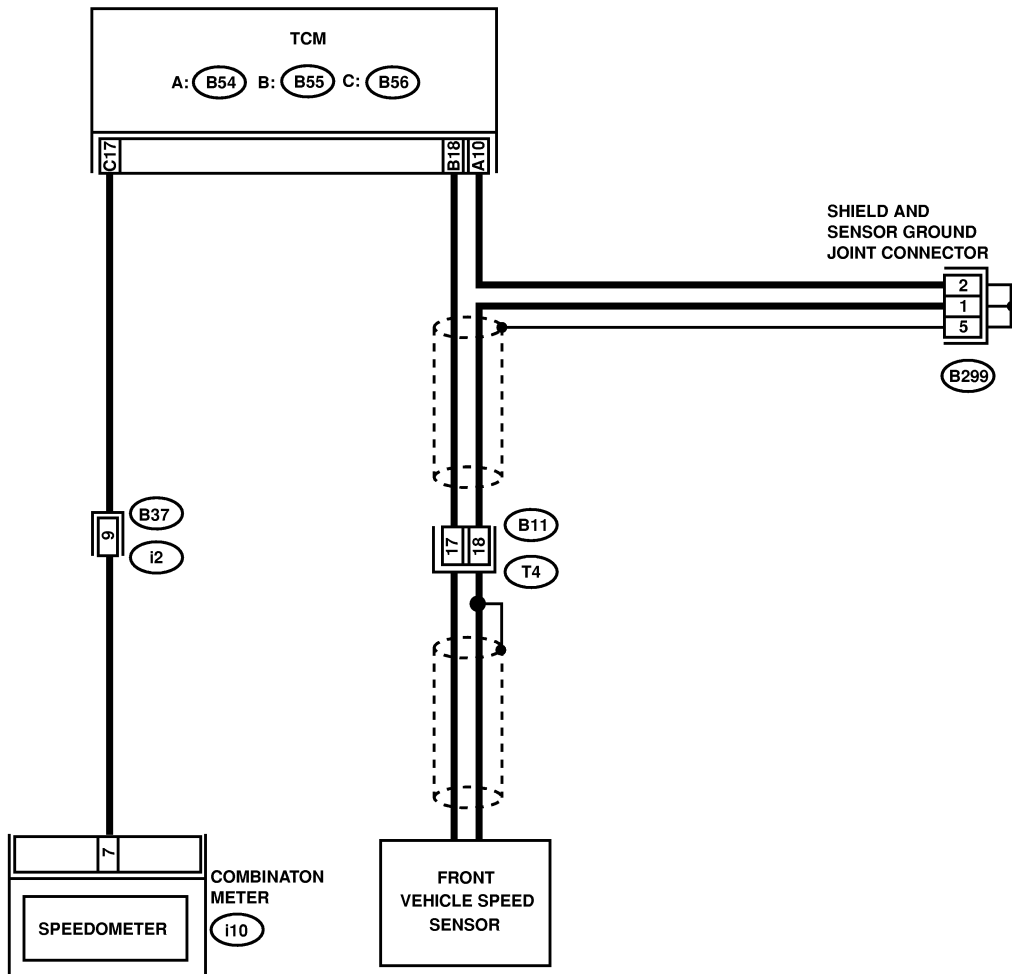 TCM
A: B54 B: B55 C: B56
C17
B18
A10
SHIELD AND
SENSOR GROUND
JOINT CONNECTOR
2
1
5
B299
B37
9
i2
B11
17
18
T4
7
COMBINATON
METER
i10
SPEEDOMETER
FRONT
VEHICLE SPEED
SENSOR